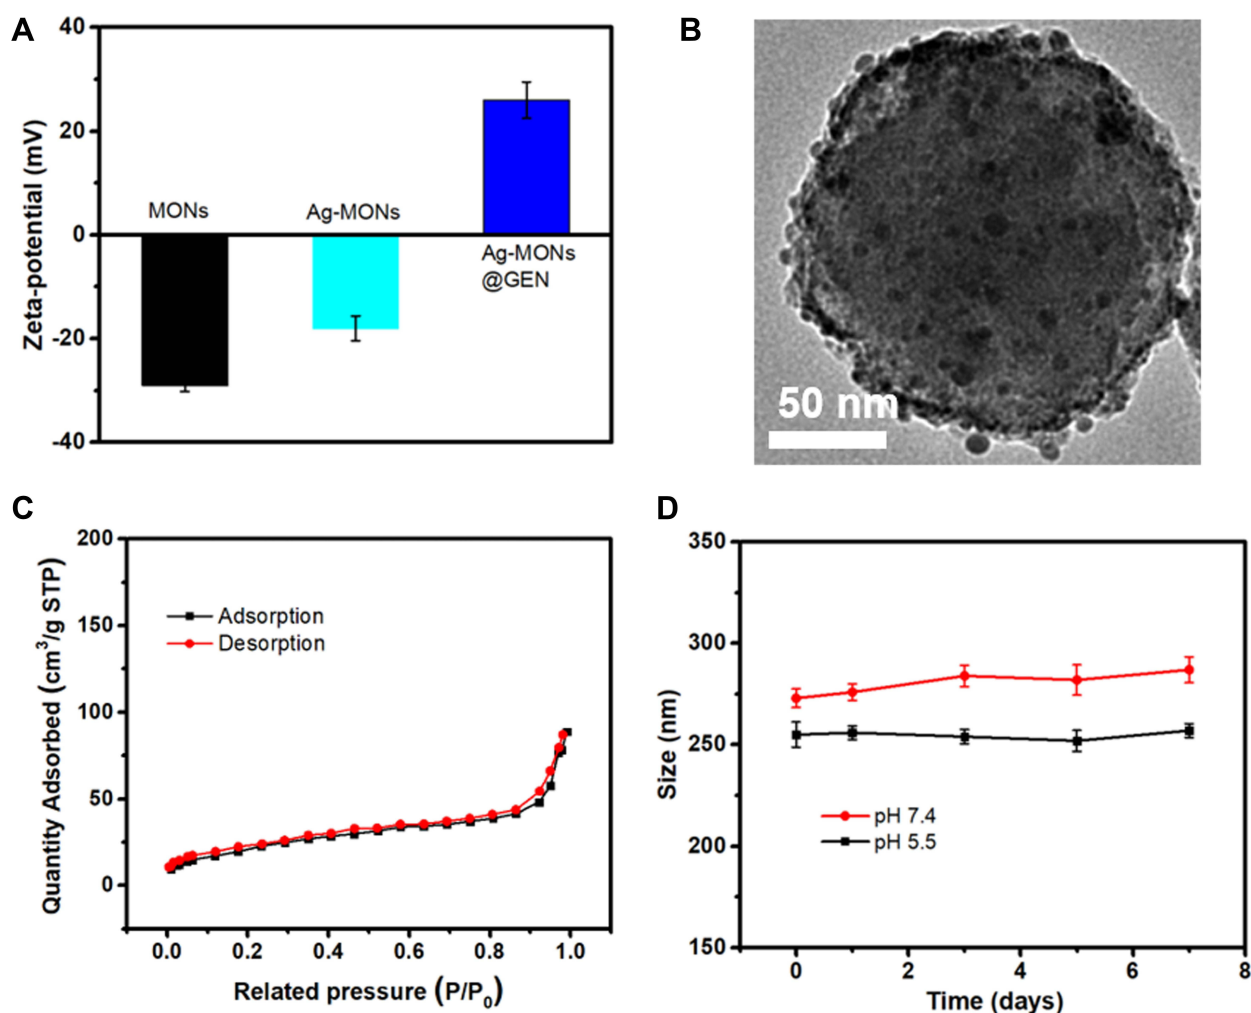 A
40
20
0
-20
-40
Zeta-potential (mV)
MONs
Ag-MONs
Ag-MONs
@GEN
B
50 nm
C
200
150
100
50
0
Quantity Adsorbed (cm³/g STP)
Adsorption
Desorption
0.0 0.2 0.4 0.6 0.8 1.0
Related pressure (P/P₀)
D
350
300
250
200
150
Size (nm)
pH 7.4
pH 5.5
0 2 4 6 8
Time (days)